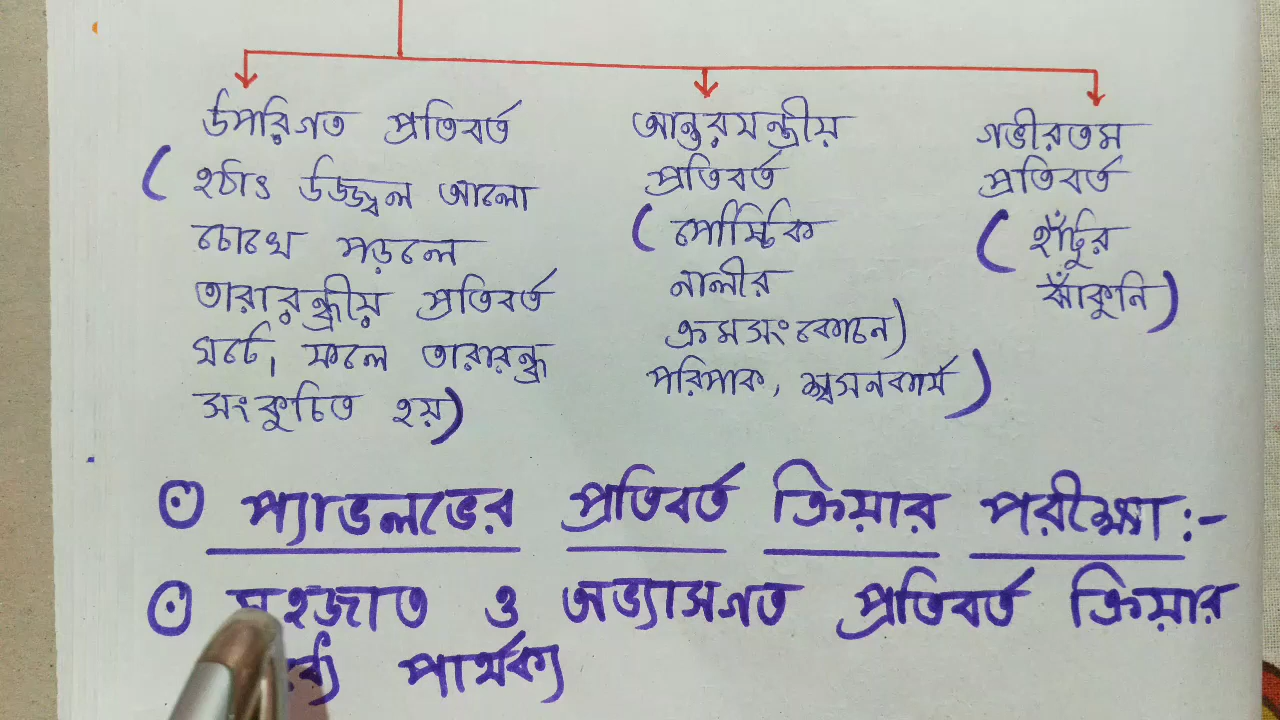 উপরিগত প্রতিবর্ত
(হঠাৎ উজ্জ্বল আলো
চোখে পড়লে
তারারন্ধ্রীয় প্রতিবর্ত
ঘটে, ফলে তারারন্ধ্র
সংকুচিত হয়)
আন্তরযন্ত্রীয়
প্রতিবর্ত
(পৌষ্টিক
নালীর
ক্রমসংকোচন)
পরিপাক, শ্বসনকার্য)
গভীরতম
প্রতিবর্ত
(হাঁটুর
ঝাঁকুনি)
প্যাভলভের প্রতিবর্ত ক্রিয়ার পরীক্ষা:-
সহজাত ও অভ্যাসগত প্রতিবর্ত ক্রিয়ার
পার্থক্য